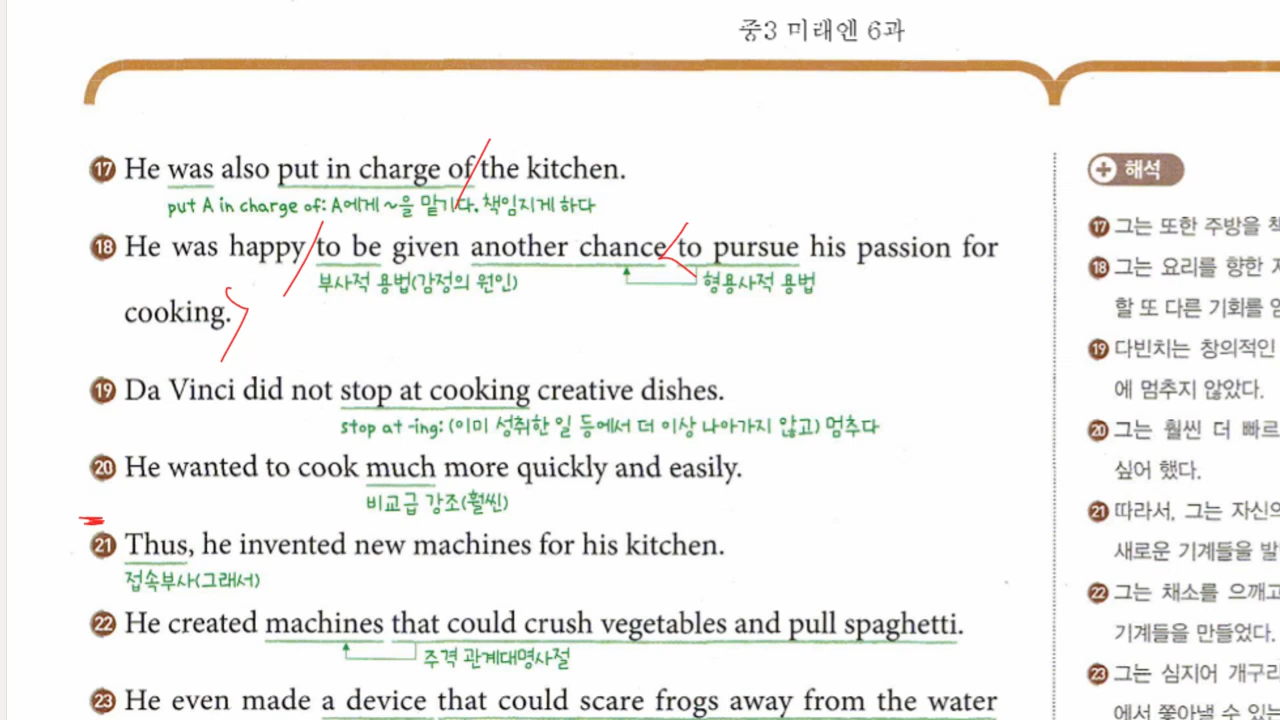 중3 미래엔 6과
17 He was also put in charge of the kitchen.
put A in charge of: A에게 ~을 맡기다, 책임지게 하다
18 He was happy to be given another chance to pursue his passion for
부사적 용법(감정의 원인) 형용사적 용법
cooking.
19 Da Vinci did not stop at cooking creative dishes.
stop at -ing: (이미 성취한 일 등에서 더 이상 나아가지 않고) 멈추다
20 He wanted to cook much more quickly and easily.
비교급 강조(훨씬)
21 Thus, he invented new machines for his kitchen.
접속부사(그래서)
22 He created machines that could crush vegetables and pull spaghetti.
주격 관계대명사절
23 He even made a device that could scare frogs away from the water
해석
17 그는 또한 주방을
18 그는 요리를 향한
할 또 다른 기회를
19 다빈치는 창의적인
에 멈추지 않았다.
20 그는 훨씬 더
싶어 했다.
21 따라서, 그는
새로운 기계들을
22 그는 채소를 으깨고
기계들을 만들었다.
23 그는 심지어
에서 쫓아낼 수 있는